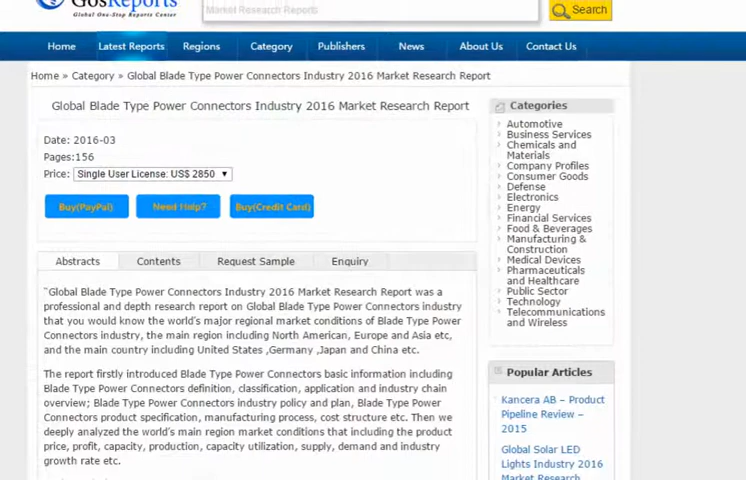 GosReports
Global One-Stop Reports Center
Market Research Reports
Search
Home Latest Reports Regions Category Publishers News About Us Contact Us
Home » Category » Global Blade Type Power Connectors Industry 2016 Market Research Report
Global Blade Type Power Connectors Industry 2016 Market Research Report
Date: 2016-03
Pages:156
Price: Single User License: US$ 2850
Buy(PayPal) Need Help? Buy(Credit Card)
Abstracts Contents Request Sample Enquiry
"Global Blade Type Power Connectors Industry 2016 Market Research Report was a
professional and depth research report on Global Blade Type Power Connectors industry
that you would know the world's major regional market conditions of Blade Type Power
Connectors industry, the main region including North American, Europe and Asia etc,
and the main country including United States ,Germany ,Japan and China etc.
The report firstly introduced Blade Type Power Connectors basic information including
Blade Type Power Connectors definition, classification, application and industry chain
overview; Blade Type Power Connectors industry policy and plan, Blade Type Power
Connectors product specification, manufacturing process, cost structure etc. Then we
deeply analyzed the world's main region market conditions that including the product
price, profit, capacity, production, capacity utilization, supply, demand and industry
growth rate etc.
Categories
Automotive
Business Services
Chemicals and
Materials
Company Profiles
Consumer Goods
Defense
Electronics
Energy
Financial Services
Food & Beverages
Manufacturing &
Construction
Medical Devices
Pharmaceuticals
and Healthcare
Public Sector
Technology
Telecommunications
and Wireless
Popular Articles
Kancera AB – Product
Pipeline Review –
2015
Global Solar LED
Lights Industry 2016
Market Research